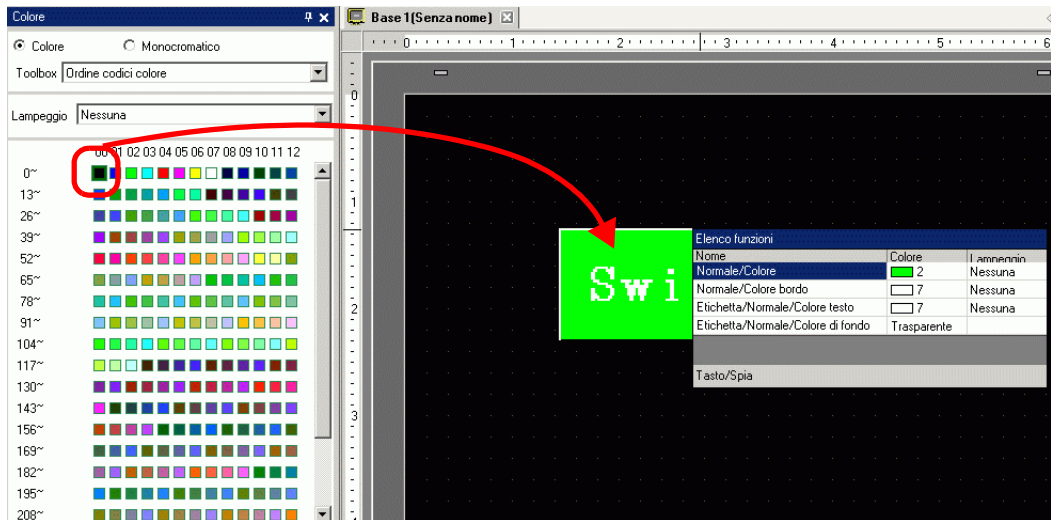 Colore
Base 1(Senza nome)
Colore Monocromatico
0 1 2 3 4 5 6
Toolbox Ordine codici colore
Lampeggio Nessuna
00 01 02 03 04 05 06 07 08 09 10 11 12
0~
13~
26~
39~
52~
65~
78~
91~
104~
117~
130~
143~
156~
169~
182~
195~
208~
0
1
2
3
Swi
Elenco funzioni
Nome Colore Lampeggio
Normale/Colore 2 Nessuna
Normale/Colore bordo 7 Nessuna
Etichetta/Normale/Colore testo 7 Nessuna
Etichetta/Normale/Colore di fondo Trasparente
Tasto/Spia